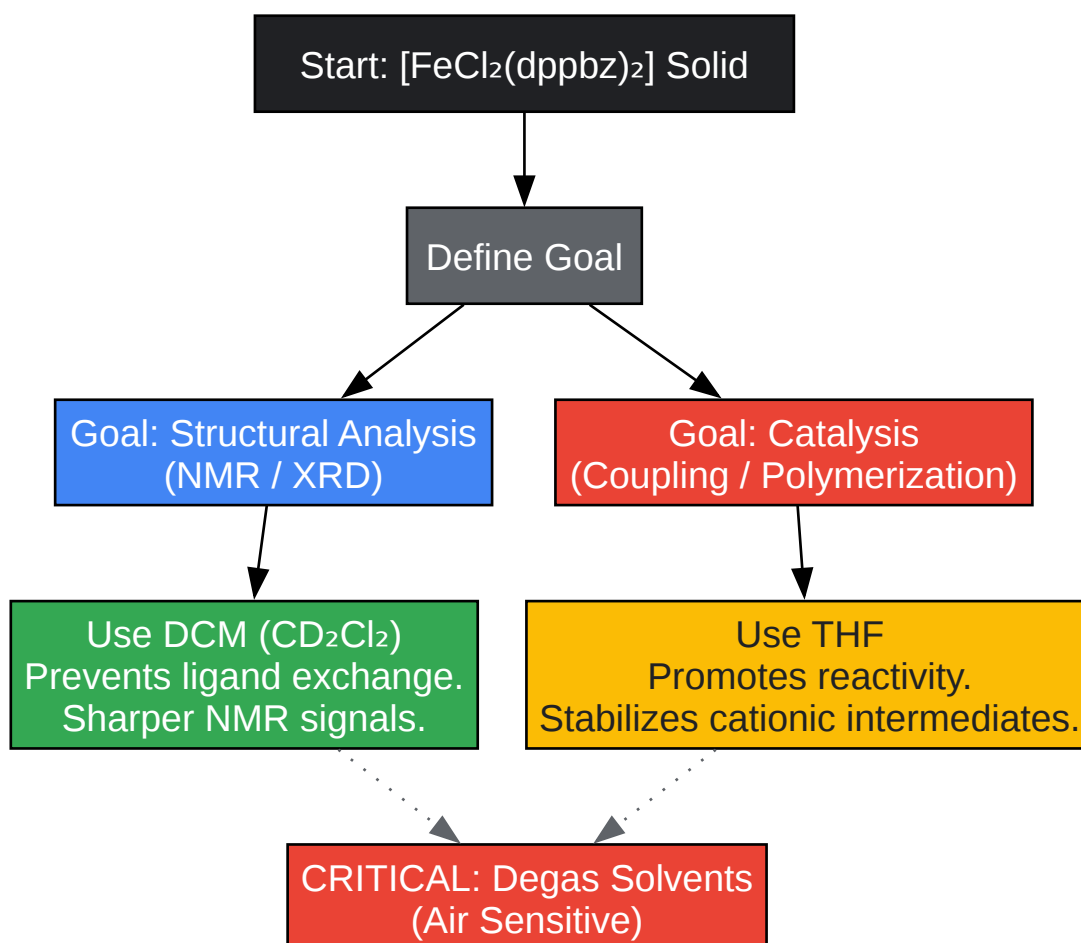 Start: [FeCl₂(dppbz)₂] Solid
Define Goal
Goal: Structural Analysis
(NMR / XRD)
Goal: Catalysis
(Coupling / Polymerization)
Use DCM (CD₂Cl₂)
Prevents ligand exchange.
Sharper NMR signals.
Use THF
Promotes reactivity.
Stabilizes cationic intermediates.
CRITICAL: Degas Solvents
(Air Sensitive)